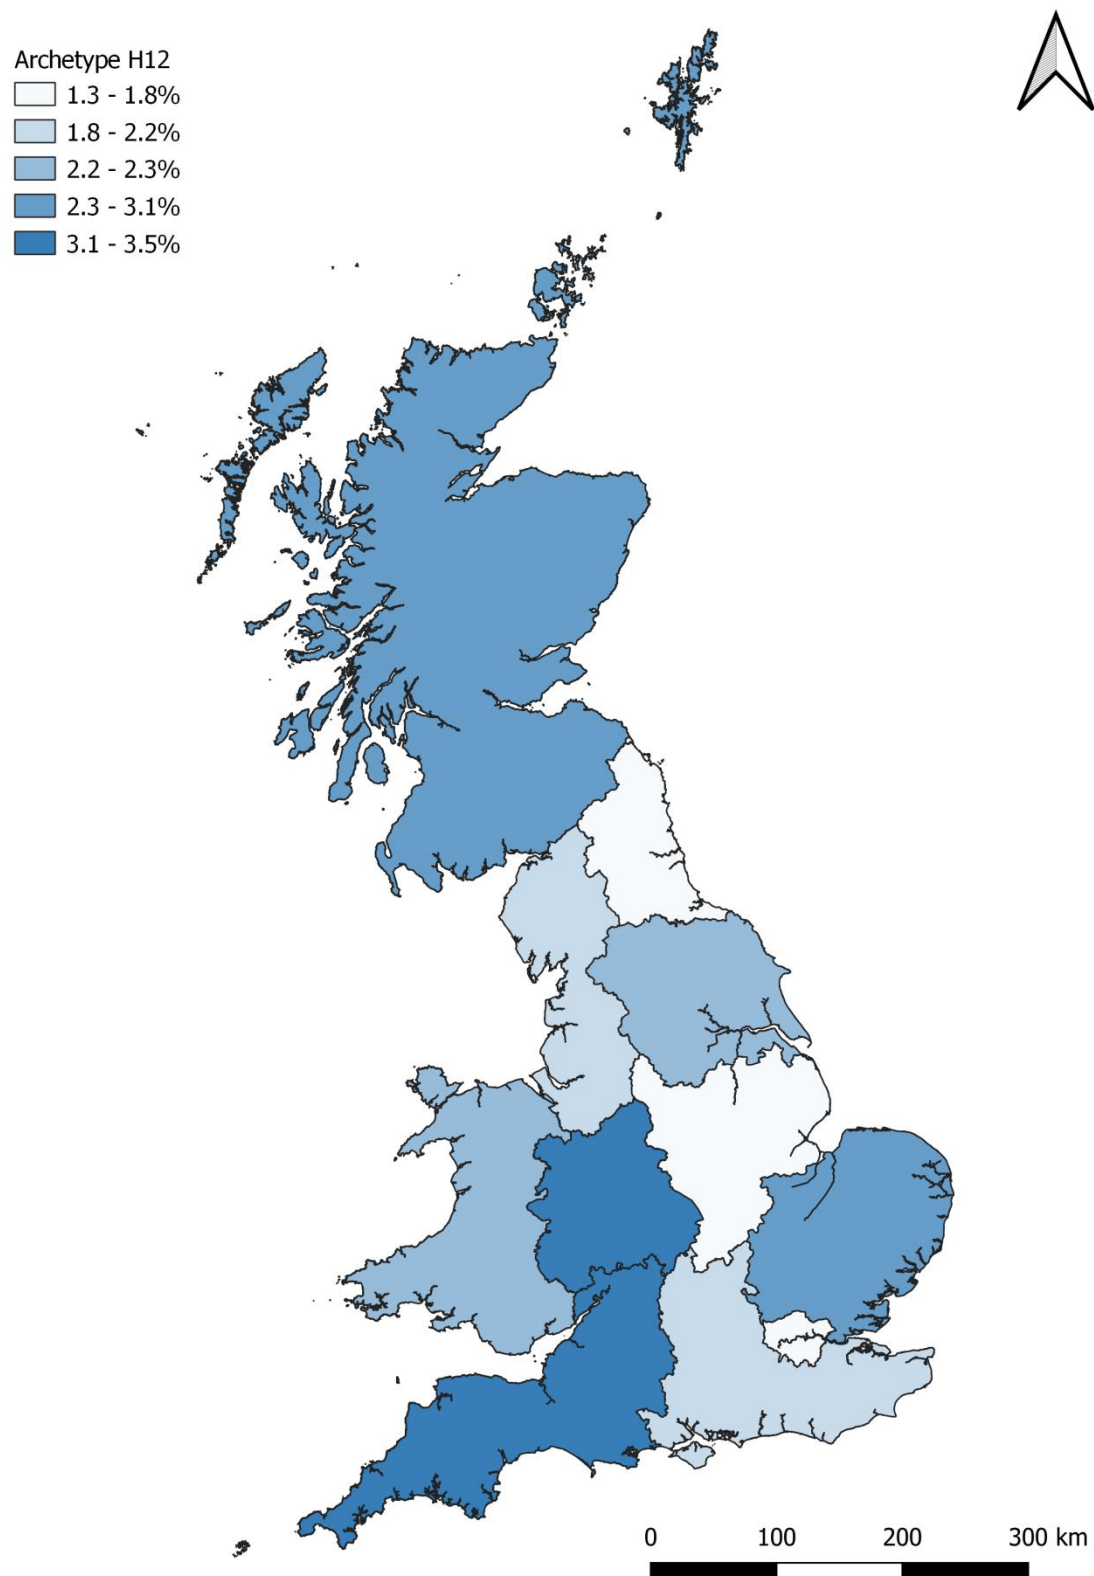 Archetype H12
1.3 - 1.8%
1.8 - 2.2%
2.2 - 2.3%
2.3 - 3.1%
3.1 - 3.5%
0 100 200 300 km